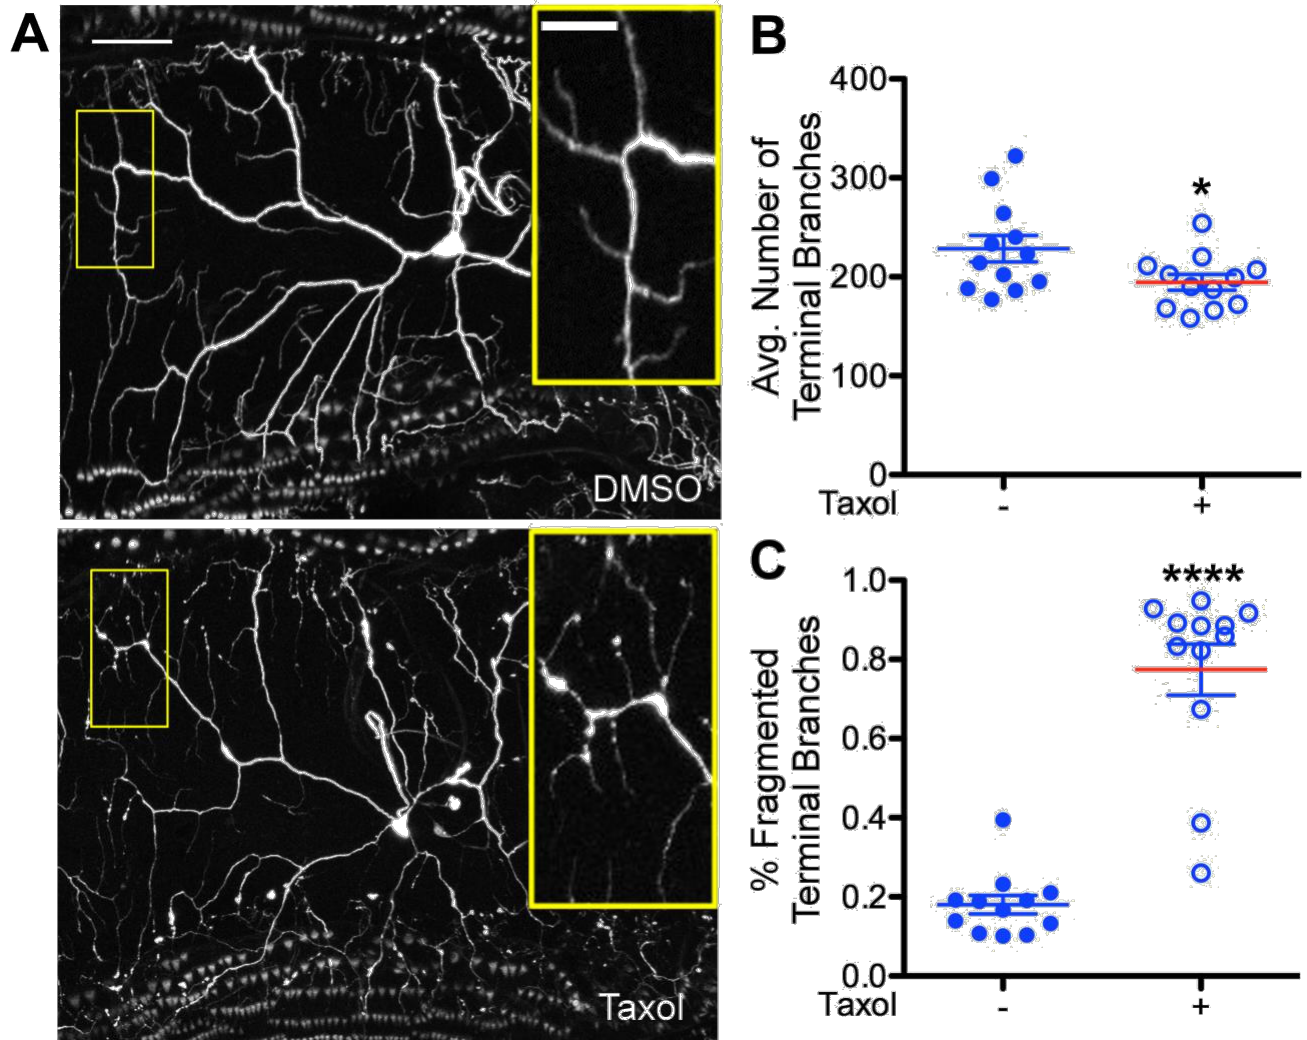 A
DMSO
Taxol
B
Avg. Number of
Terminal Branches
400
300
200
100
0
*
Taxol - +
C
% Fragmented
Terminal Branches
1.0
0.8
0.6
0.4
0.2
0.0
****
Taxol - +